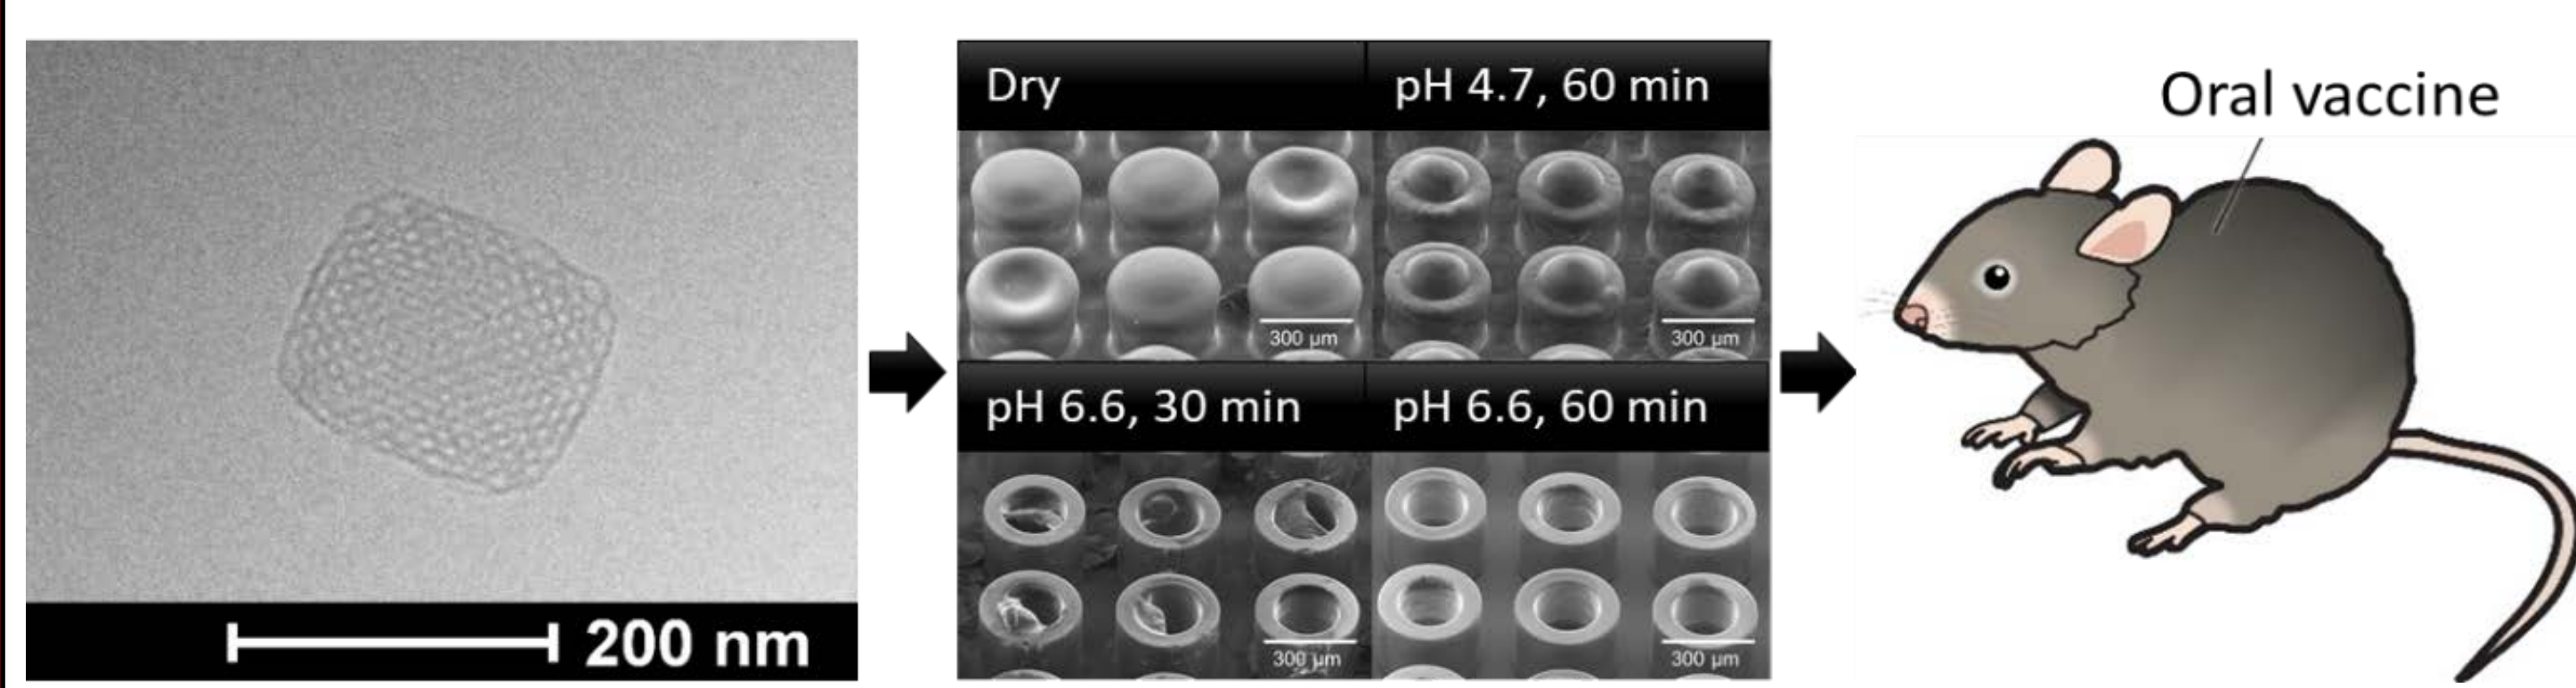 200 nm
Dry
pH 4.7, 60 min
300 µm
300 µm
pH 6.6, 30 min
pH 6.6, 60 min
300 µm
300 µm
Oral vaccine